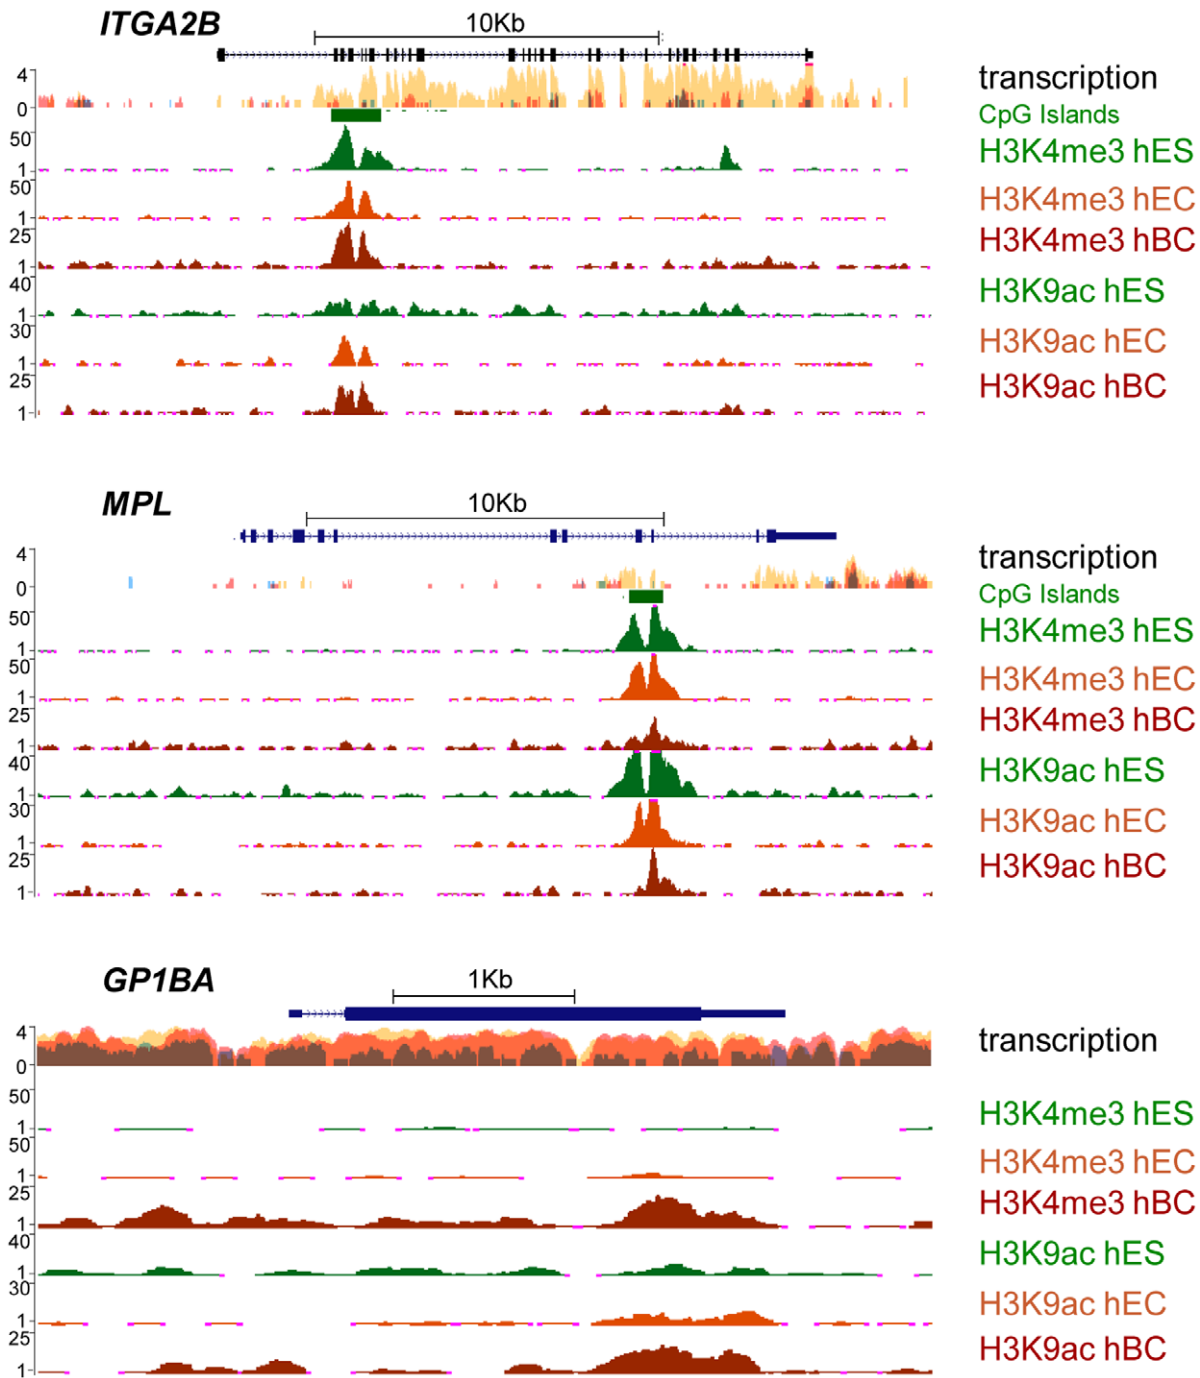 ITGA2B
10Kb
4
0
transcription
CpG Islands
50
1
H3K4me3 hES
50
1
H3K4me3 hEC
25
1
H3K4me3 hBC
40
1
H3K9ac hES
30
1
H3K9ac hEC
25
1
H3K9ac hBC
MPL
10Kb
4
0
transcription
CpG Islands
50
1
H3K4me3 hES
50
1
H3K4me3 hEC
25
1
H3K4me3 hBC
40
1
H3K9ac hES
30
1
H3K9ac hEC
25
1
H3K9ac hBC
GP1BA
1Kb
4
0
transcription
50
1
H3K4me3 hES
50
1
H3K4me3 hEC
25
1
H3K4me3 hBC
40
1
H3K9ac hES
30
1
H3K9ac hEC
25
1
H3K9ac hBC